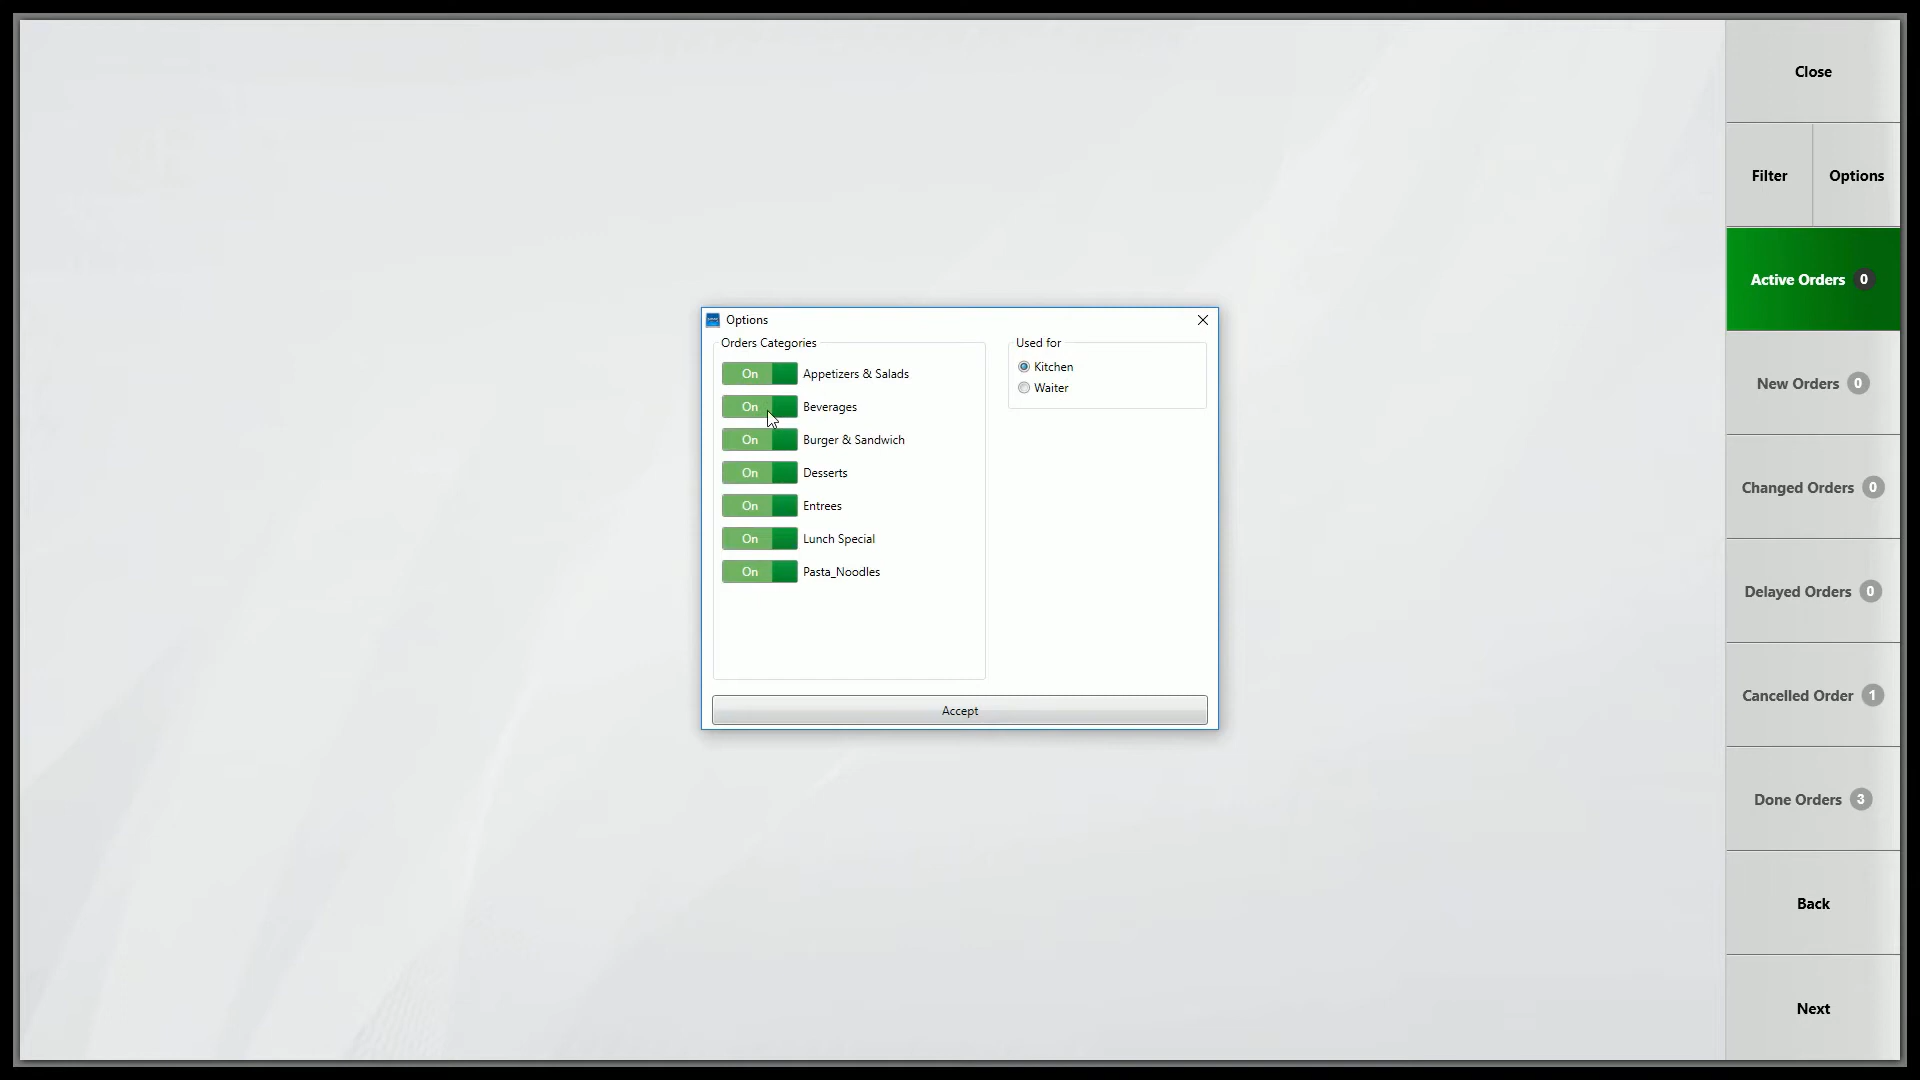 Close
Filter
Options
Active Orders 0
New Orders 0
Changed Orders 0
Delayed Orders 0
Cancelled Order 1
Done Orders 3
Back
Next
Options
Orders Categories
On Appetizers & Salads
On Beverages
On Burger & Sandwich
On Desserts
On Entrees
On Lunch Special
On Pasta_Noodles
Used for
Kitchen
Waiter
Accept